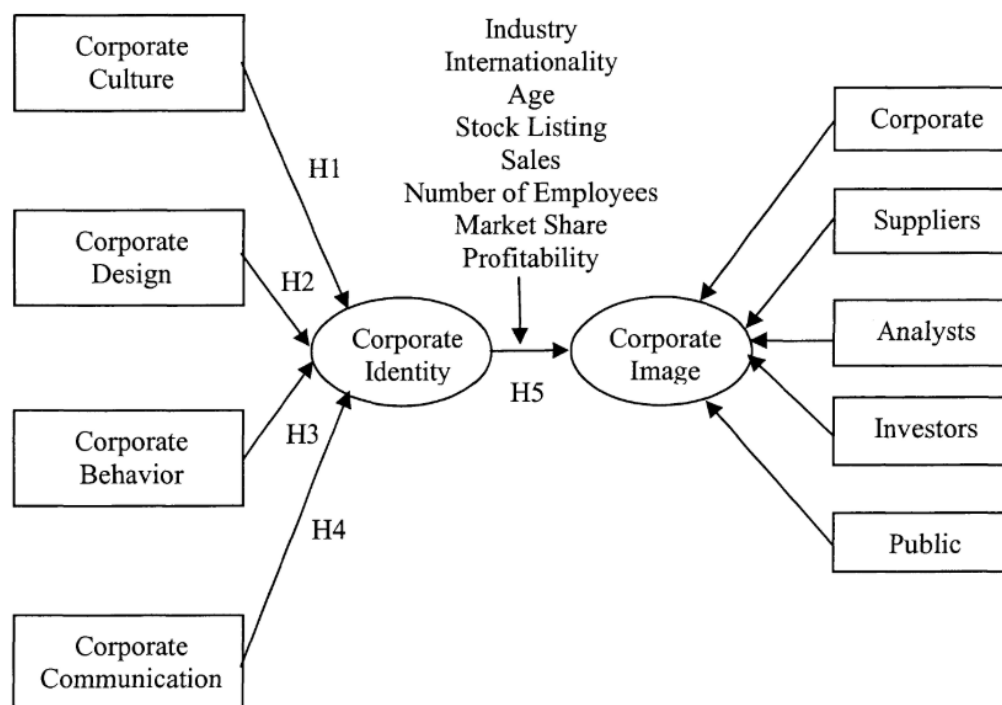 Corporate
Culture
H1
Corporate
Design
H2
Corporate
Behavior
H3
Corporate
Communication
H4
Corporate
Identity
Industry
Internationality
Age
Stock Listing
Sales
Number of Employees
Market Share
Profitability
H5
Corporate
Image
Corporate
Suppliers
Analysts
Investors
Public